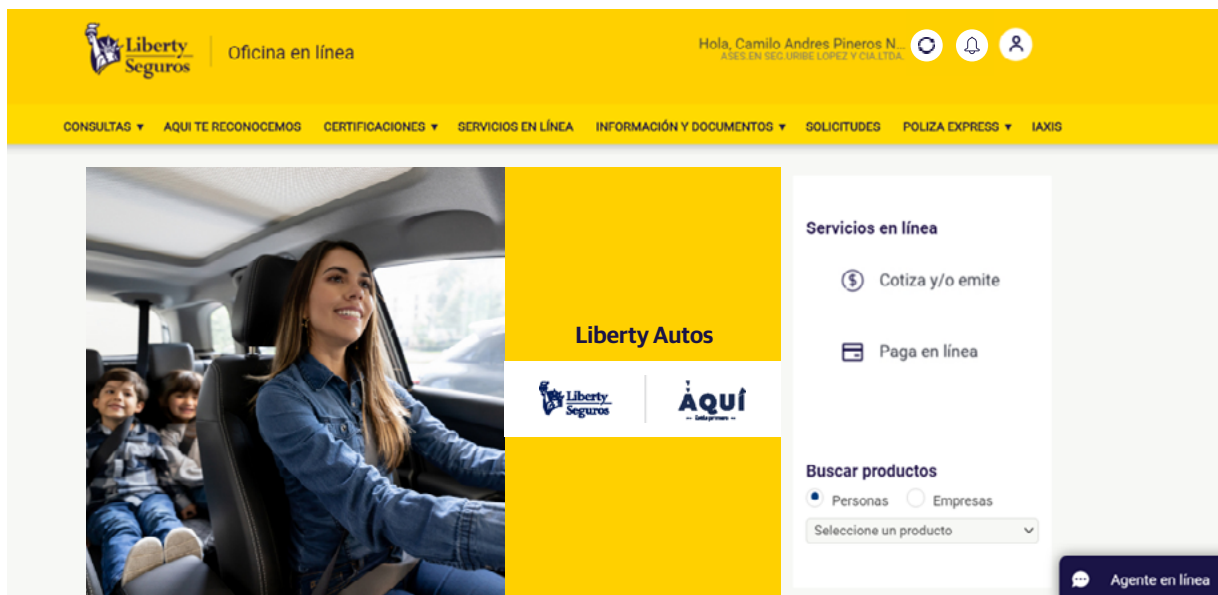 Liberty
Seguros
Oficina en línea
Hola, Camilo Andres Pineros N...
ASES.EN SEG.URIBE LOPEZ Y CIA.LTDA.
CONSULTAS ▾ AQUI TE RECONOCEMOS CERTIFICACIONES ▾ SERVICIOS EN LÍNEA INFORMACIÓN Y DOCUMENTOS ▾ SOLICITUDES POLIZA EXPRESS ▾ IAXIS
Liberty Autos
Liberty
Seguros
AQUÍ
Servicios en línea
Cotiza y/o emite
Paga en línea
Buscar productos
Personas Empresas
Seleccione un producto
Agente en línea